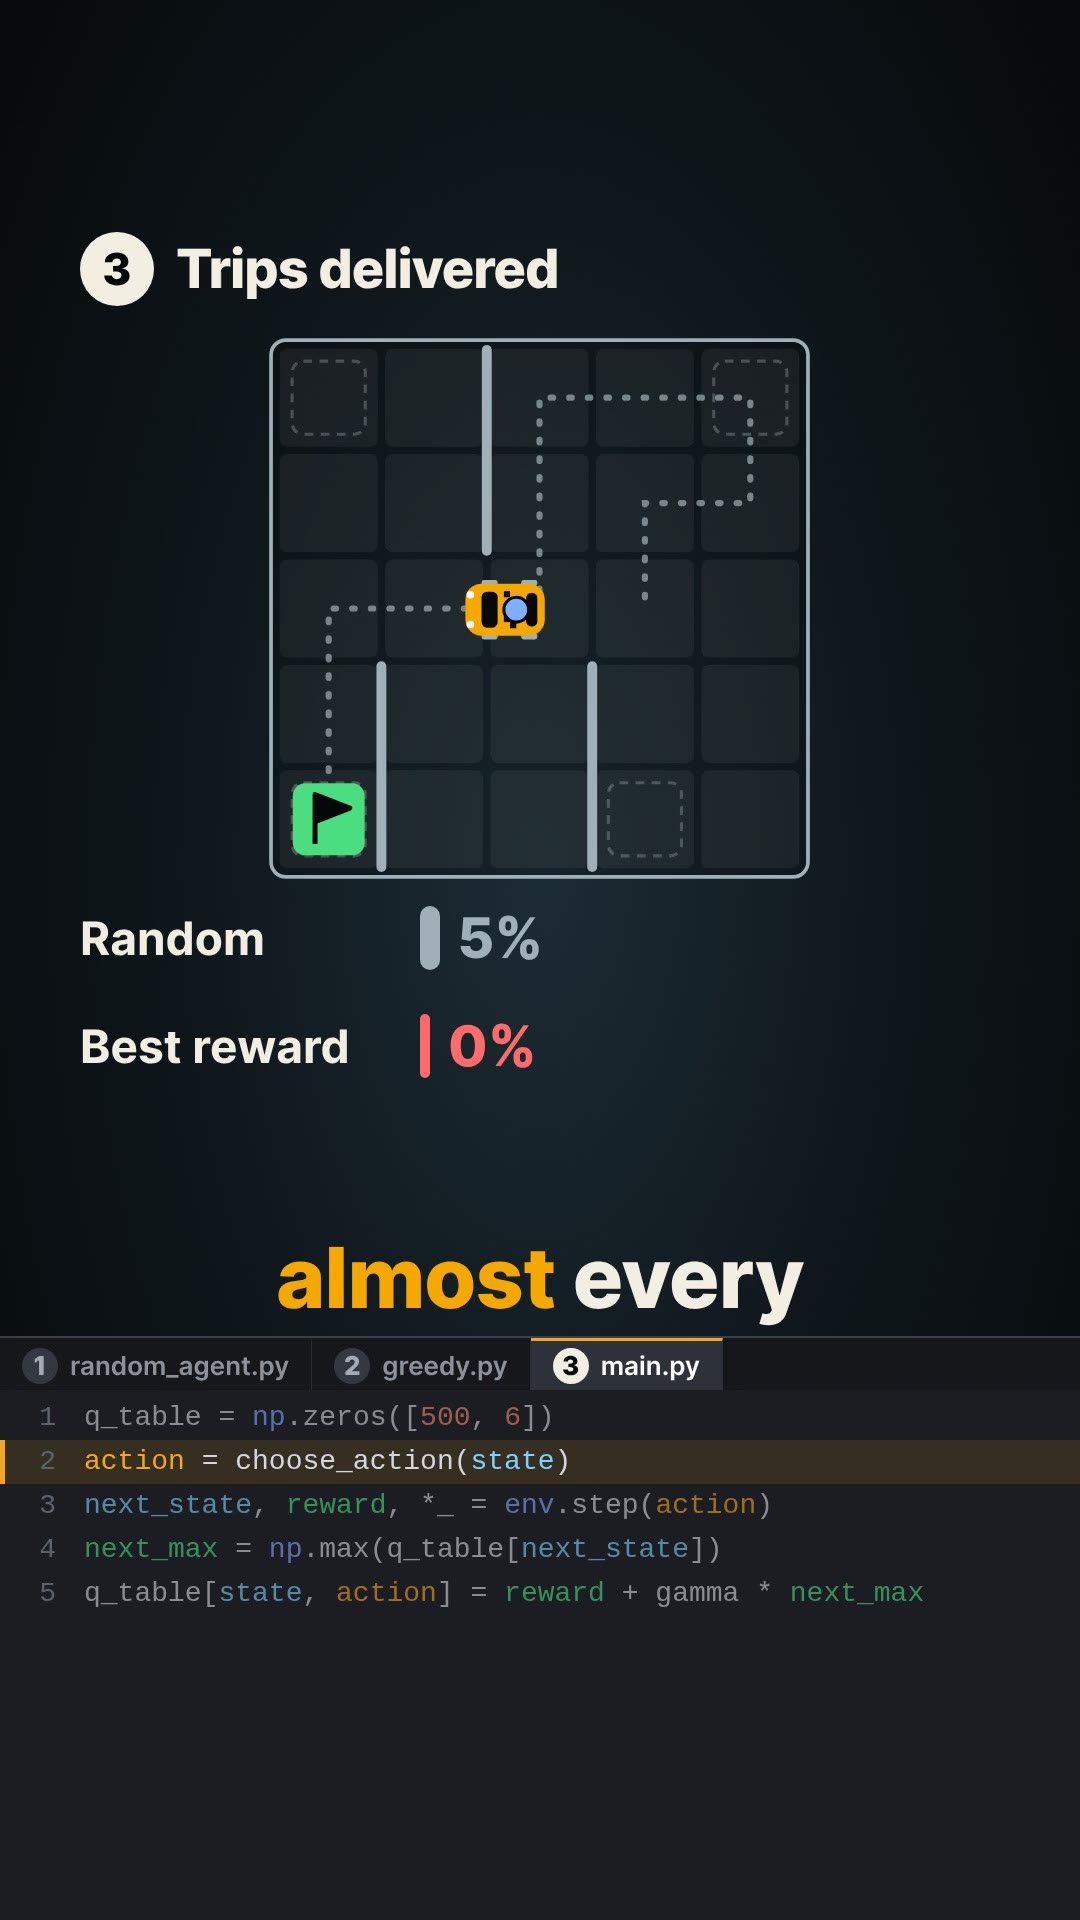 3 Trips delivered
Random 5%
Best reward 0%
almost every
1 random_agent.py 2 greedy.py 3 main.py
1 q_table = np.zeros([500, 6])
2 action = choose_action(state)
3 next_state, reward, *_ = env.step(action)
4 next_max = np.max(q_table[next_state])
5 q_table[state, action] = reward + gamma * next_max